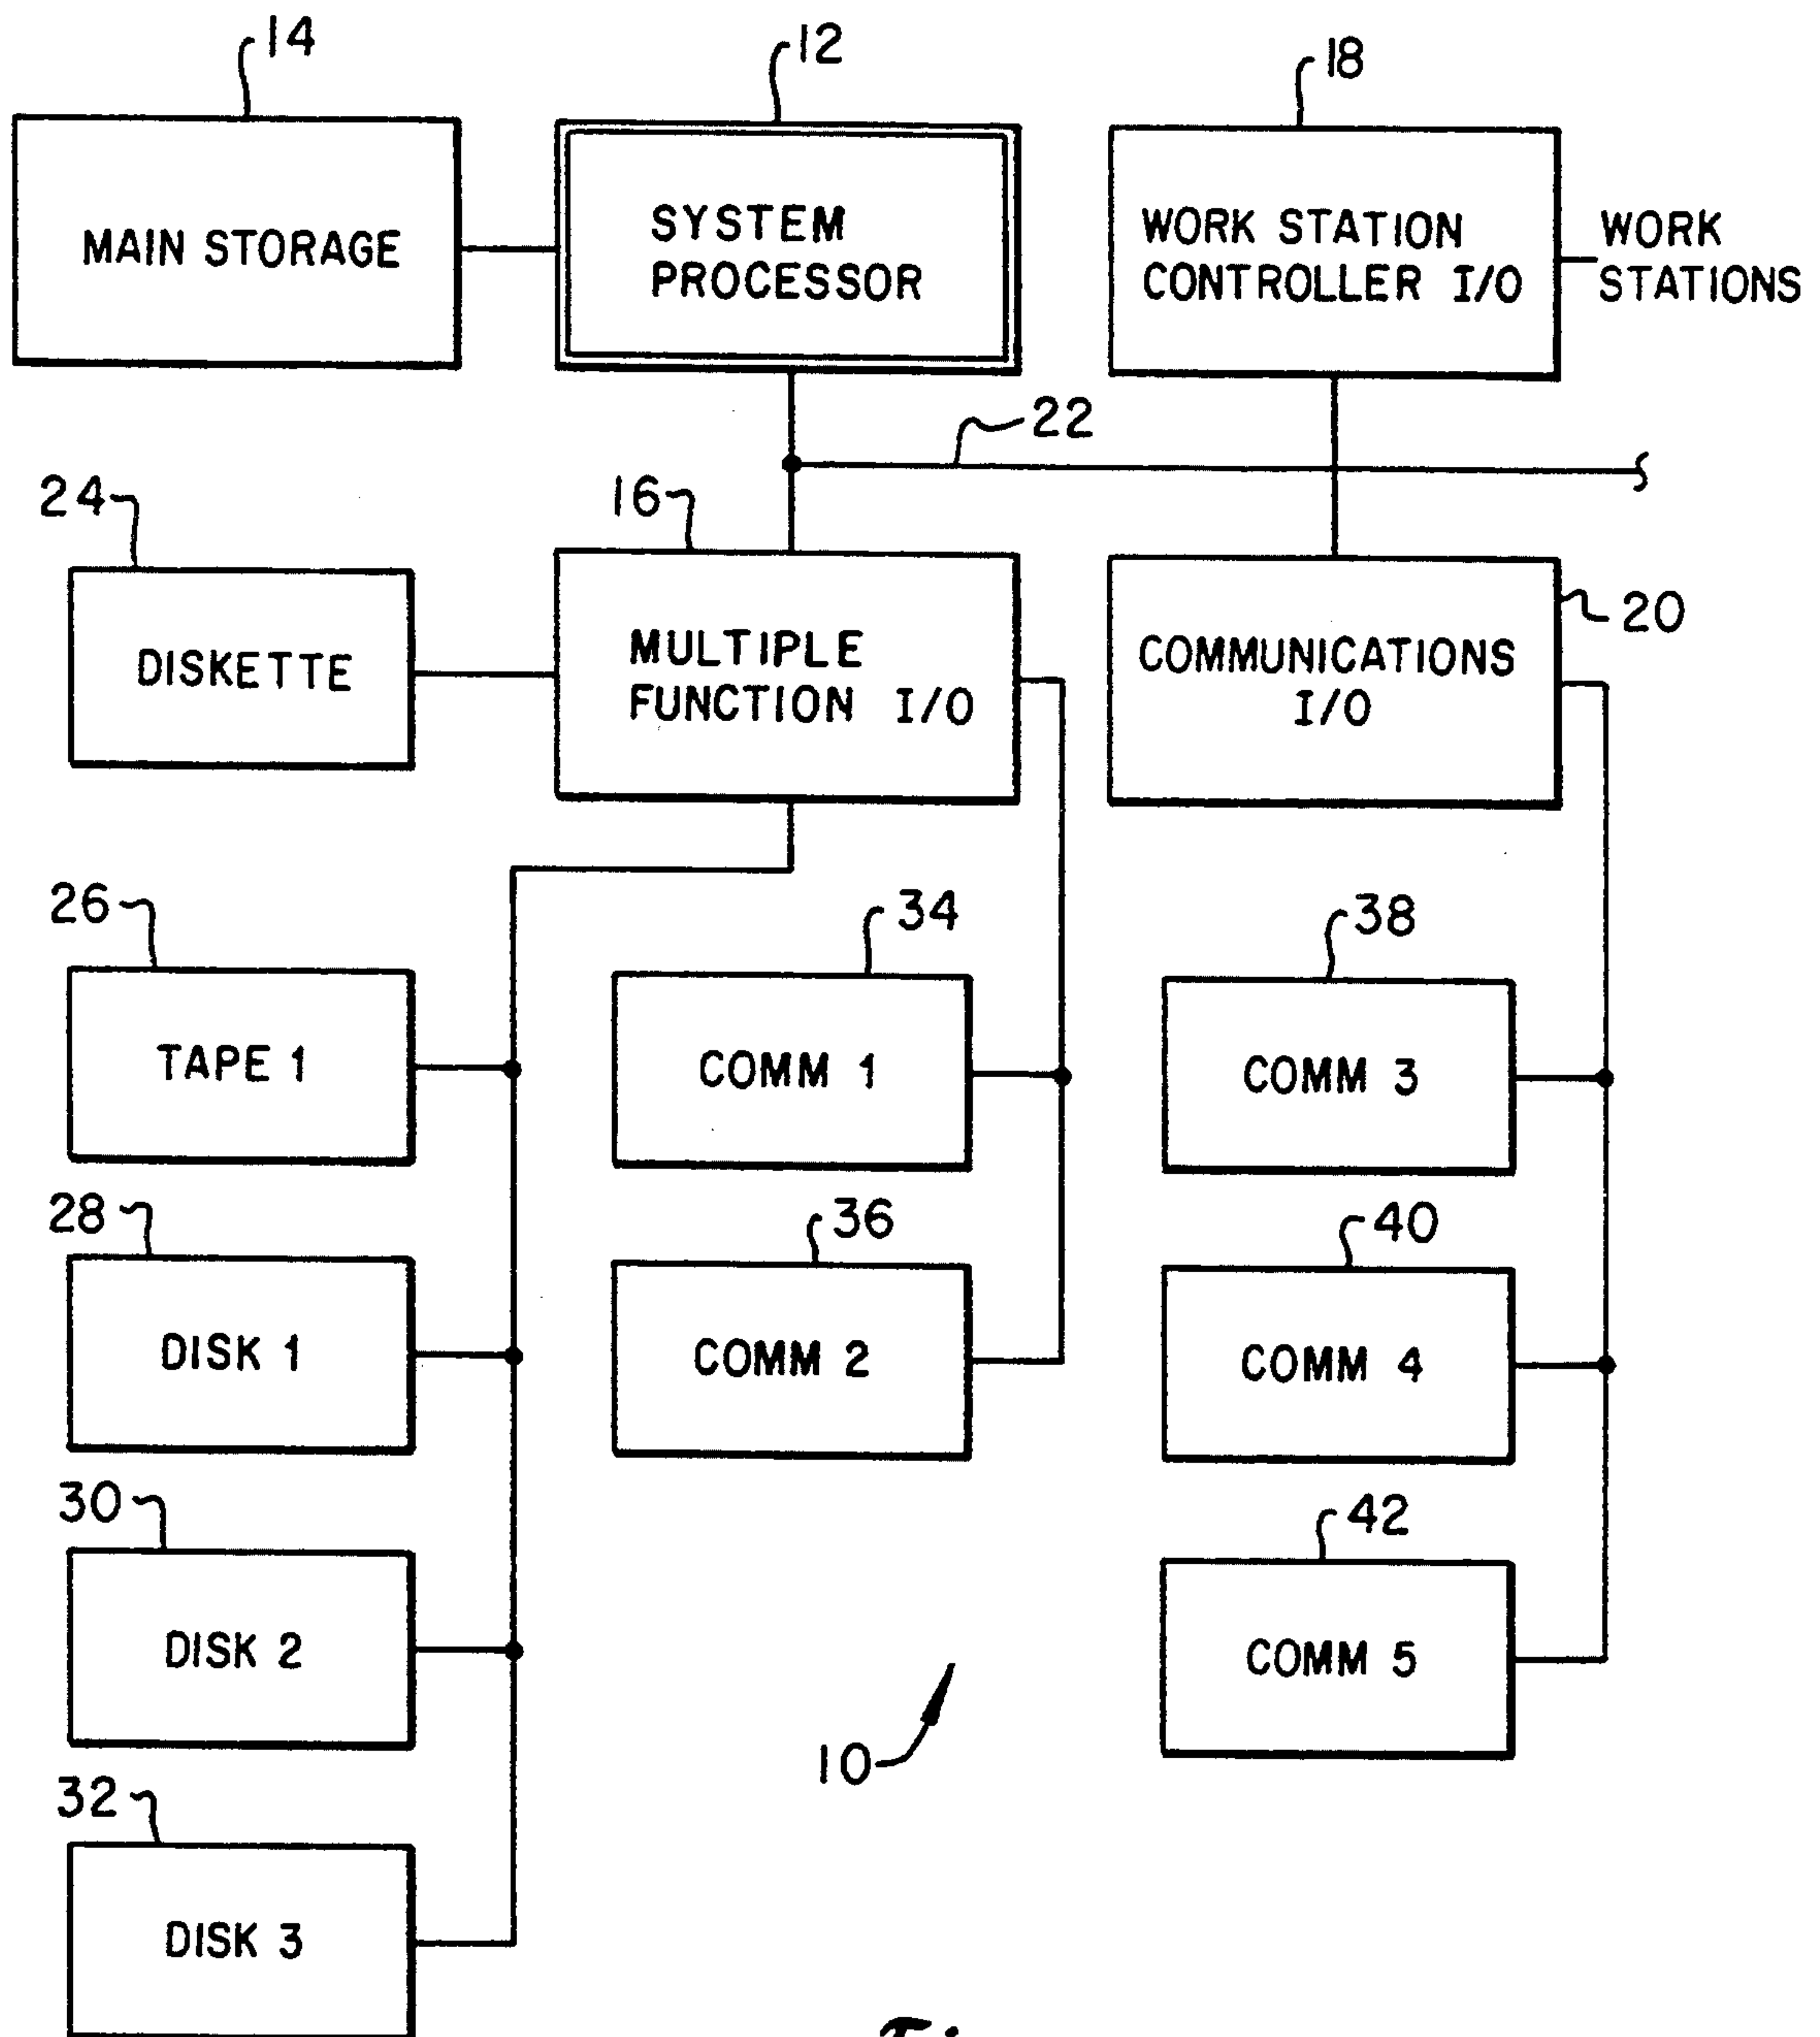 14
12
18
MAIN STORAGE
SYSTEM
PROCESSOR
WORK STATION
CONTROLLER I/O
WORK
STATIONS
22
24
16
20
DISKETTE
MULTIPLE
FUNCTION I/O
COMMUNICATIONS
I/O
26
34
38
TAPE 1
COMM 1
COMM 3
28
36
40
DISK 1
COMM 2
COMM 4
30
42
DISK 2
COMM 5
10
32
DISK 3